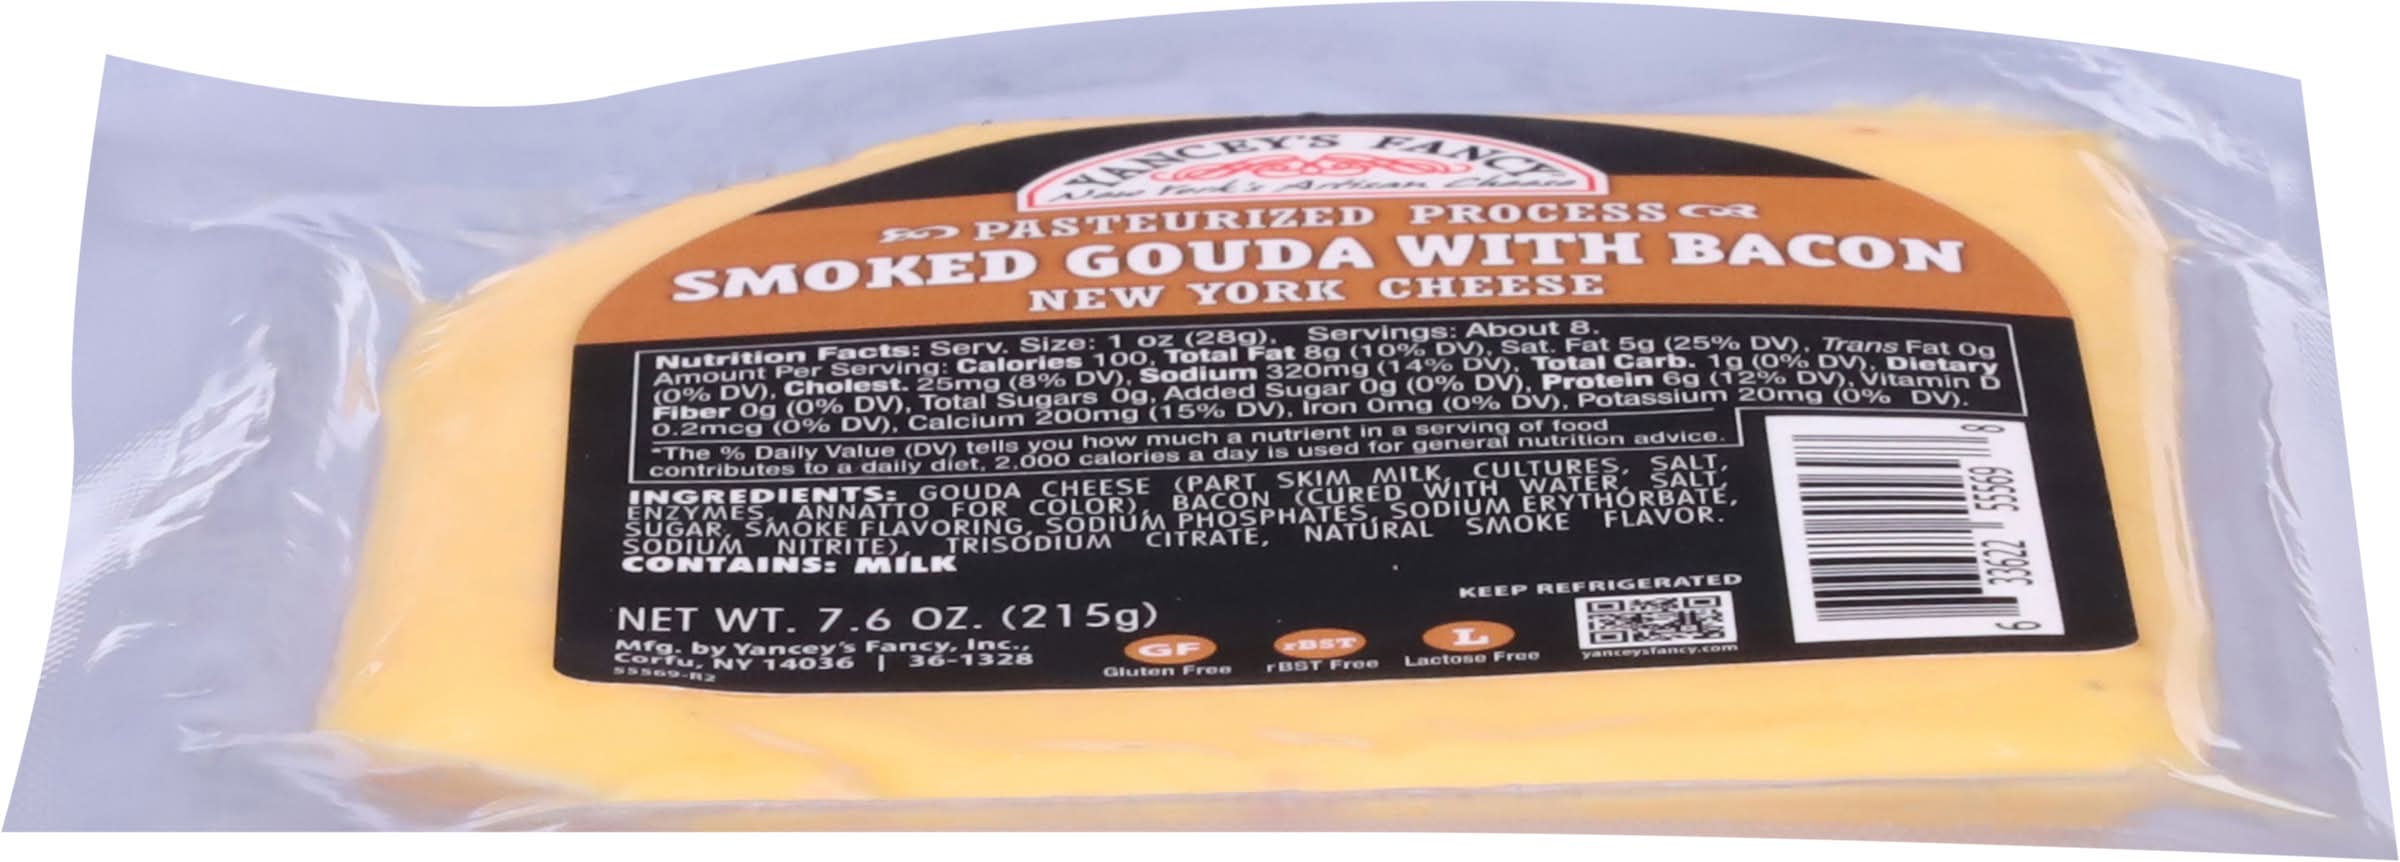 YANCEY'S FANCY
New York's Artisan Cheese
PASTEURIZED PROCESS
SMOKED GOUDA WITH BACON
NEW YORK CHEESE
Nutrition Facts: Serv. Size: 1 oz (28g), Servings: About 8.
Amount Per Serving: Calories 100, Total Fat 8g (10% DV), Sat. Fat 5g (25% DV), Trans Fat 0g
(0% DV), Cholest. 25mg (8% DV), Sodium 320mg (14% DV), Total Carb. 1g (0% DV), Dietary
Fiber 0g (0% DV), Total Sugars 0g, Added Sugar 0g (0% DV), Protein 6g (12% DV), Vitamin D
0.2mcg (0% DV), Calcium 200mg (15% DV), Iron 0mg (0% DV), Potassium 20mg (0% DV).
*The % Daily Value (DV) tells you how much a nutrient in a serving of food
contributes to a daily diet, 2,000 calories a day is used for general nutrition advice.
INGREDIENTS: GOUDA CHEESE (PART SKIM MILK, CULTURES, SALT,
ENZYMES, ANNATTO FOR COLOR), BACON (CURED WITH WATER, SALT,
SUGAR, SMOKE FLAVORING, SODIUM PHOSPHATES, SODIUM ERYTHORBATE,
SODIUM NITRITE), TRISODIUM CITRATE, NATURAL SMOKE FLAVOR.
CONTAINS: MILK
NET WT. 7.6 OZ. (215g)
Mfg. by Yancey's Fancy, Inc.,
Corfu, NY 14036 | 36-1328
55569-R2
GF
Gluten Free
rBST
rBST Free
L
Lactose Free
KEEP REFRIGERATED
yanceysfancy.com
6 33622 55569 8